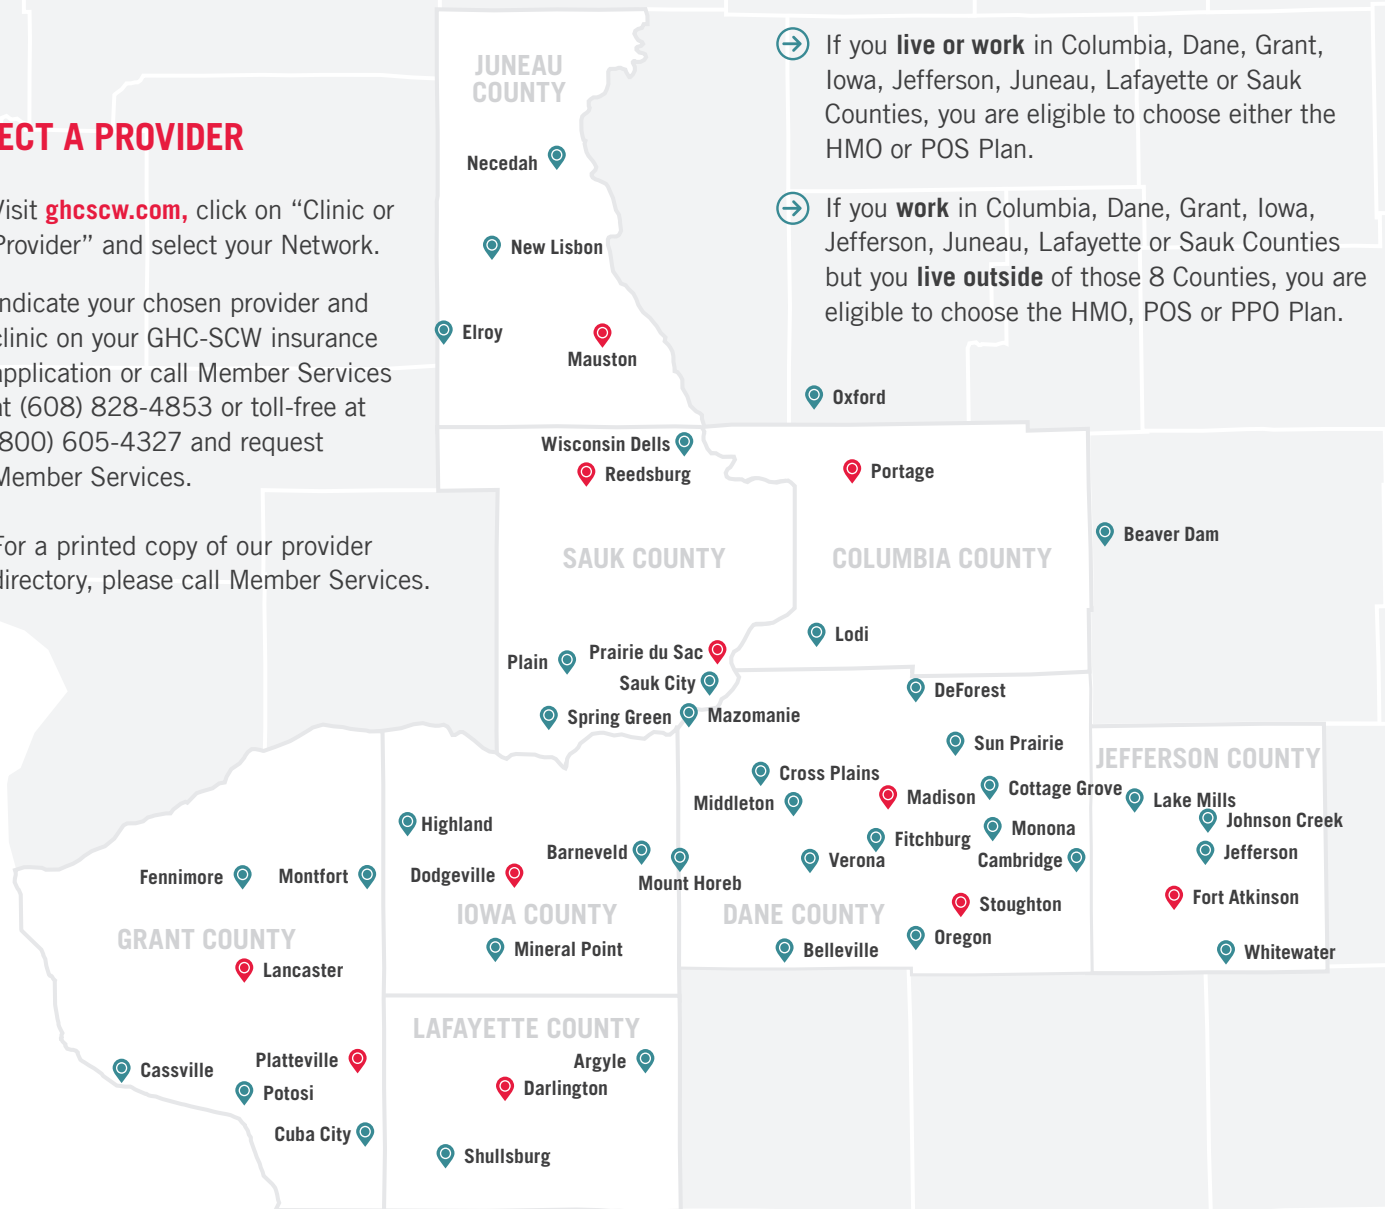 ECT A PROVIDER
Visit ghcscw.com, click on “Clinic or
Provider” and select your Network.
ndicate your chosen provider and
clinic on your GHC-SCW insurance
application or call Member Services
at (608) 828-4853 or toll-free at
(800) 605-4327 and request
Member Services.
For a printed copy of our provider
directory, please call Member Services.
If you live or work in Columbia, Dane, Grant,
Iowa, Jefferson, Juneau, Lafayette or Sauk
Counties, you are eligible to choose either the
HMO or POS Plan.
If you work in Columbia, Dane, Grant, Iowa,
Jefferson, Juneau, Lafayette or Sauk Counties
but you live outside of those 8 Counties, you are
eligible to choose the HMO, POS or PPO Plan.
JUNEAU
COUNTY
Necedah
New Lisbon
Elroy
Mauston
Oxford
Wisconsin Dells
Reedsburg
Portage
Beaver Dam
SAUK COUNTY
COLUMBIA COUNTY
Lodi
Plain
Prairie du Sac
Sauk City
Spring Green
Mazomanie
DeForest
Sun Prairie
JEFFERSON COUNTY
Cross Plains
Middleton
Madison
Cottage Grove
Lake Mills
Johnson Creek
Highland
Monona
Fitchburg
Barneveld
Verona
Cambridge
Jefferson
Fennimore
Montfort
Dodgeville
Mount Horeb
Fort Atkinson
Stoughton
IOWA COUNTY
DANE COUNTY
GRANT COUNTY
Oregon
Mineral Point
Belleville
Whitewater
Lancaster
LAFAYETTE COUNTY
Platteville
Argyle
Cassville
Darlington
Potosi
Cuba City
Shullsburg